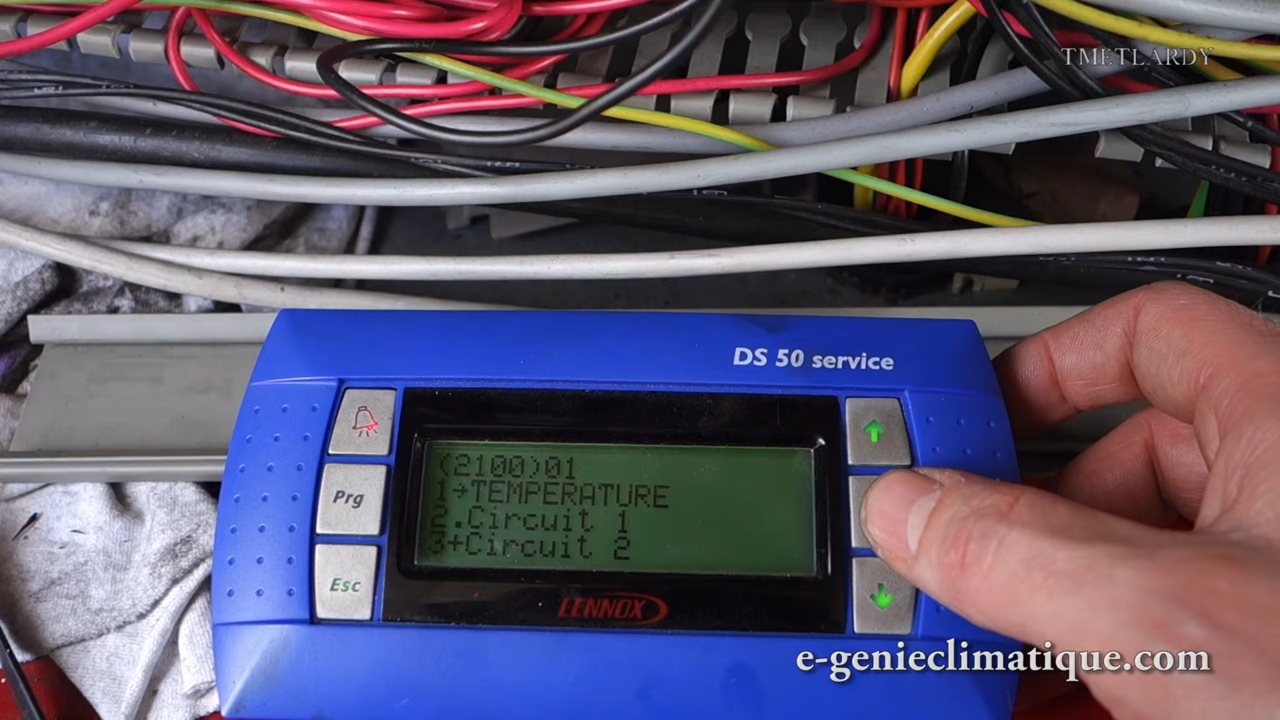 TMETLARDY
DS 50 service
Prg
Esc
(2100)01
1→TEMPERATURE
2.Circuit 1
3+Circuit 2
LENNOX
e-genieclimatique.com